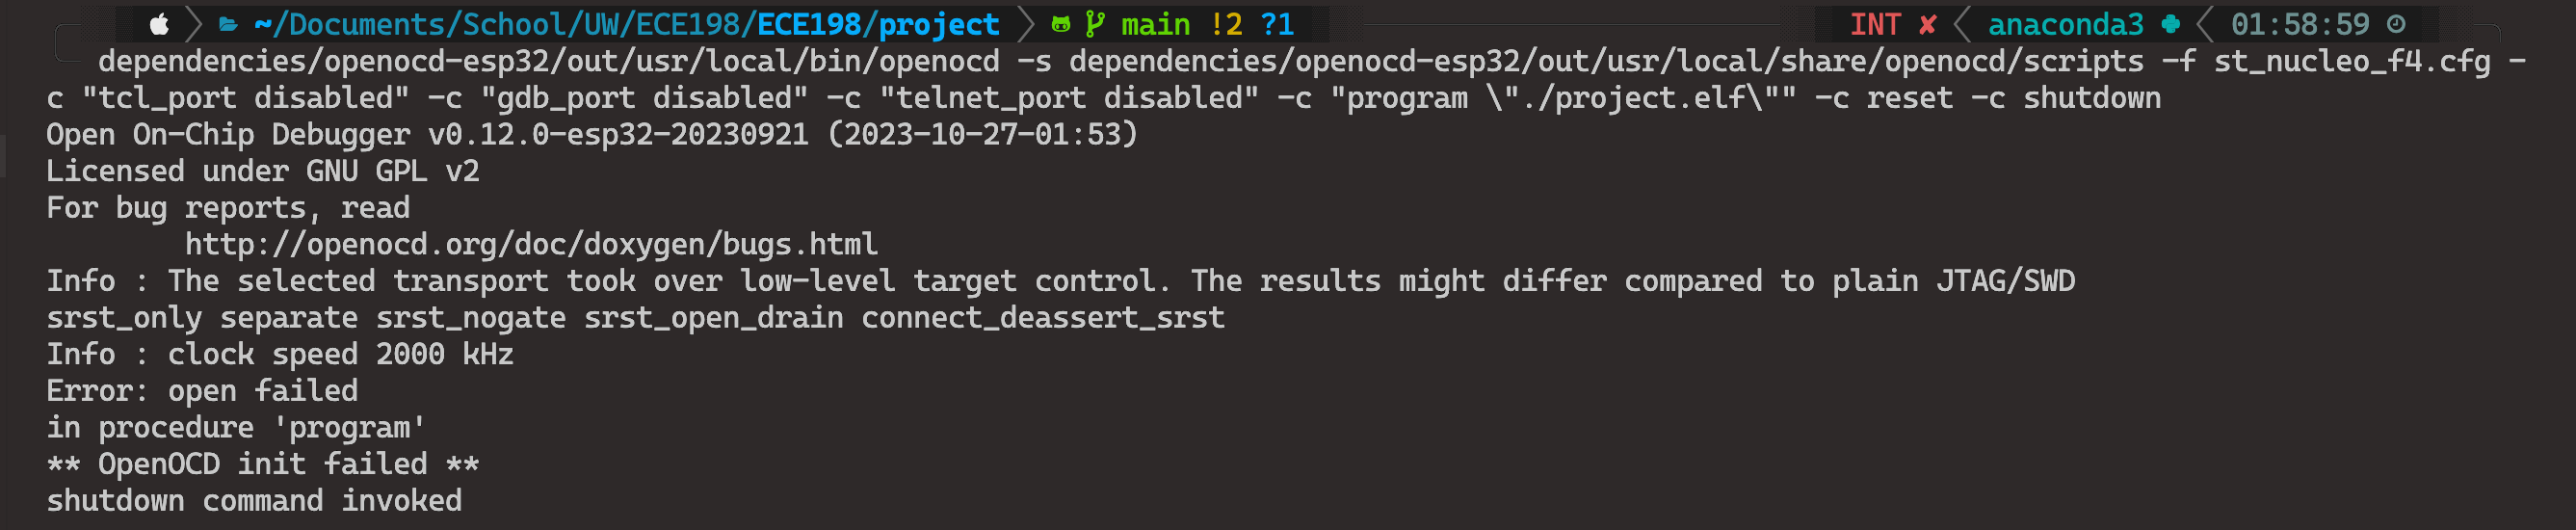 ~/Documents/School/UW/ECE198/ECE198/project main !2 ?1 INT ✘ anaconda3 01:58:59
dependencies/openocd-esp32/out/usr/local/bin/openocd -s dependencies/openocd-esp32/out/usr/local/share/openocd/scripts -f st_nucleo_f4.cfg -
c "tcl_port disabled" -c "gdb_port disabled" -c "telnet_port disabled" -c "program \"./project.elf\"" -c reset -c shutdown
Open On-Chip Debugger v0.12.0-esp32-20230921 (2023-10-27-01:53)
Licensed under GNU GPL v2
For bug reports, read
        http://openocd.org/doc/doxygen/bugs.html
Info : The selected transport took over low-level target control. The results might differ compared to plain JTAG/SWD
srst_only separate srst_nogate srst_open_drain connect_deassert_srst
Info : clock speed 2000 kHz
Error: open failed
in procedure 'program'
** OpenOCD init failed **
shutdown command invoked